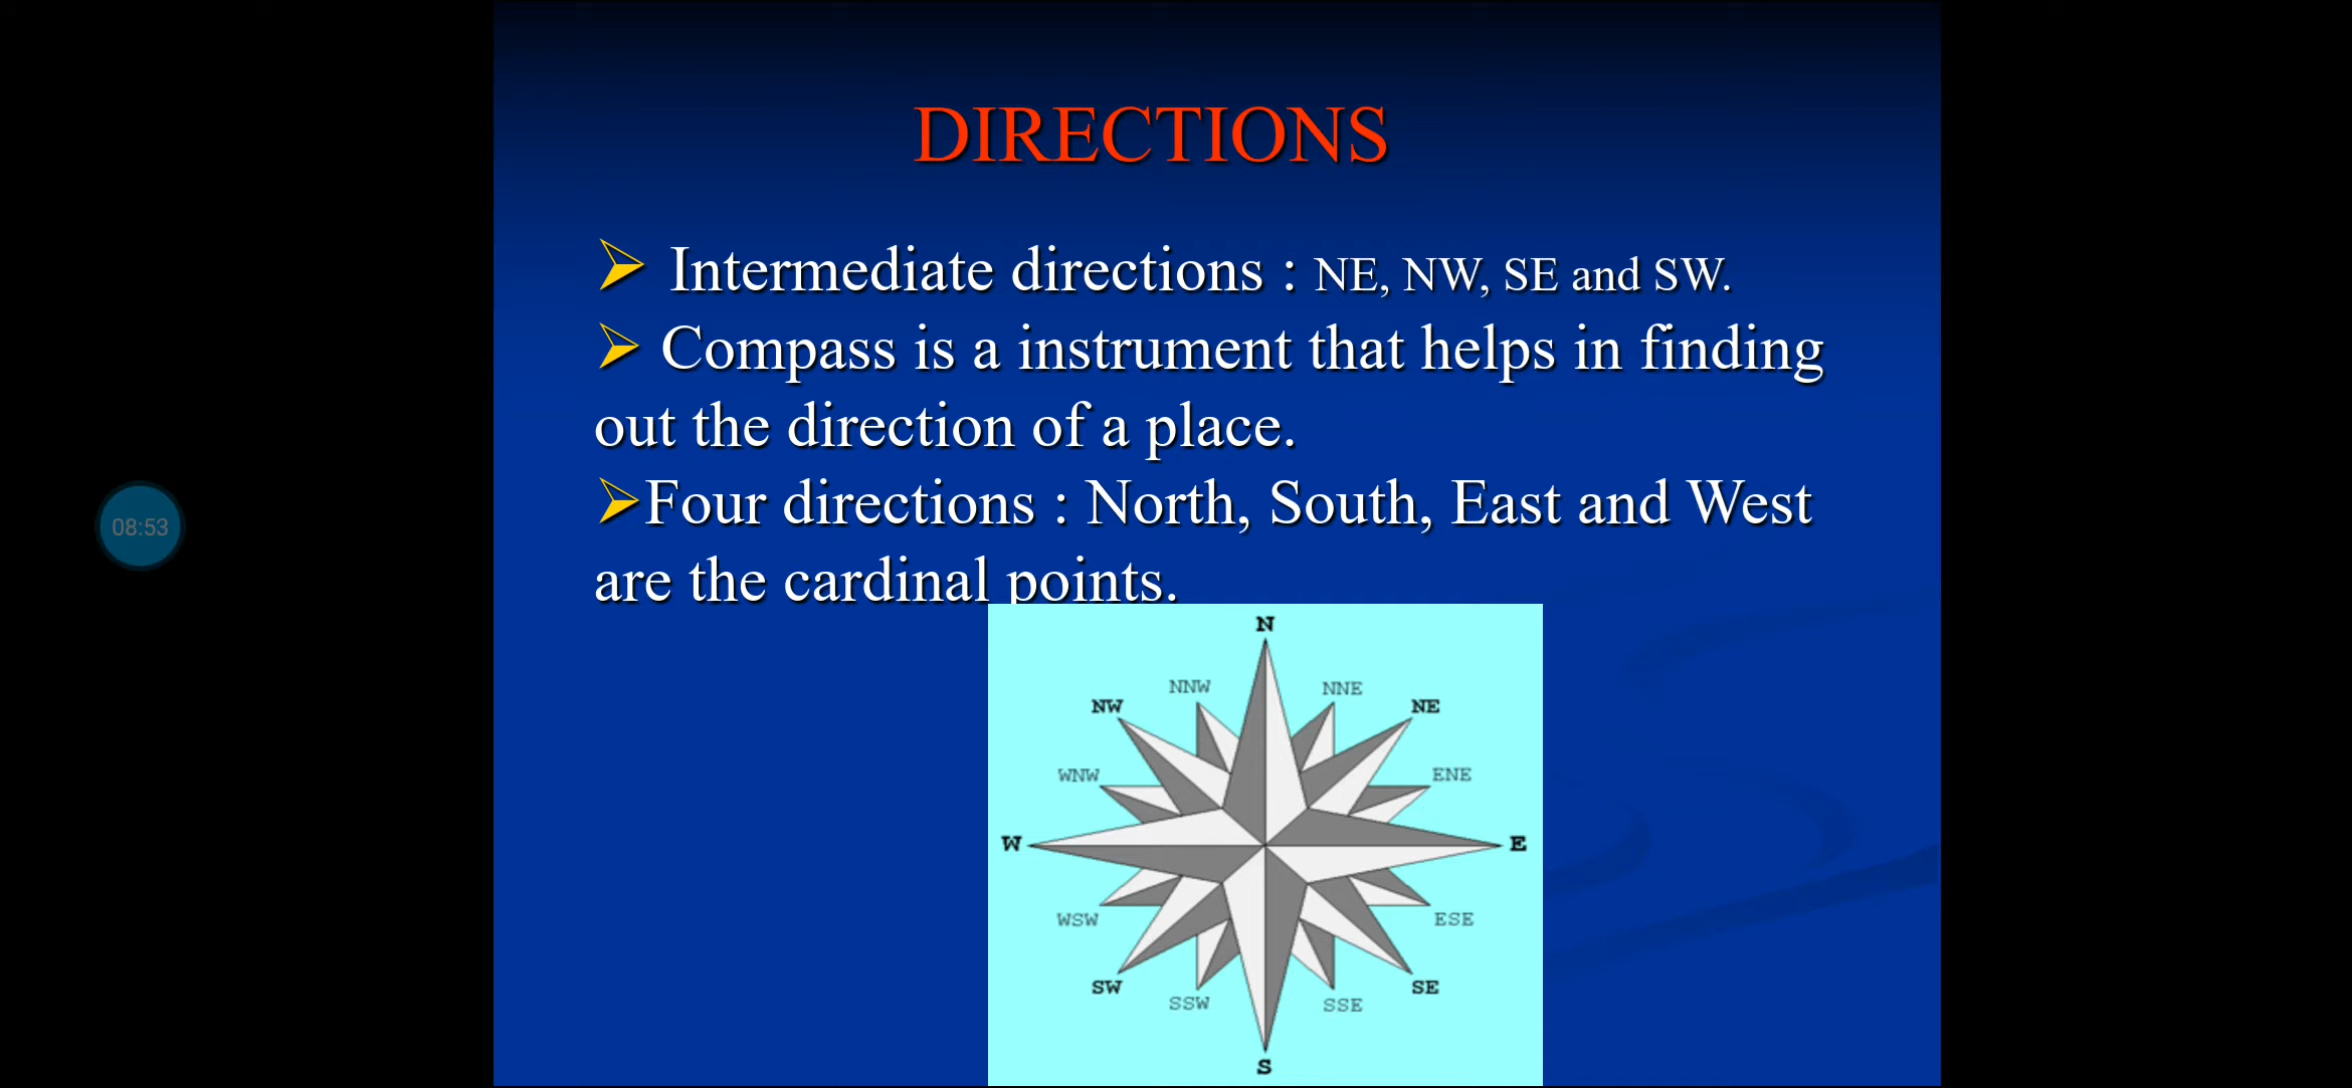 DIRECTIONS
Intermediate directions : NE, NW, SE and SW.
Compass is a instrument that helps in finding
out the direction of a place.
Four directions : North, South, East and West
are the cardinal points.
08:53
N
NNW NNE
NW NE
WNW ENE
W E
WSW ESE
SW SE
SSW SSE
S